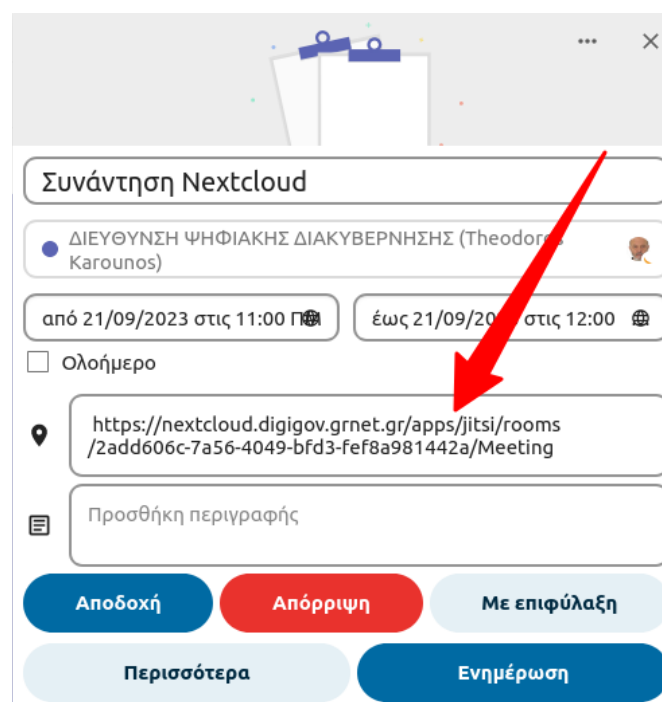 Συνάντηση Nextcloud
ΔΙΕΥΘΥΝΣΗ ΨΗΦΙΑΚΗΣ ΔΙΑΚΥΒΕΡΝΗΣΗΣ (Theodoros
Karounos)
από 21/09/2023 στις 11:00 ΠΜ
έως 21/09/20 στις 12:00
Ολοήμερο
https://nextcloud.digigov.grnet.gr/apps/jitsi/rooms
/2add606c-7a56-4049-bfd3-fef8a981442a/Meeting
Προσθήκη περιγραφής
Αποδοχή
Απόρριψη
Με επιφύλαξη
Περισσότερα
Ενημέρωση